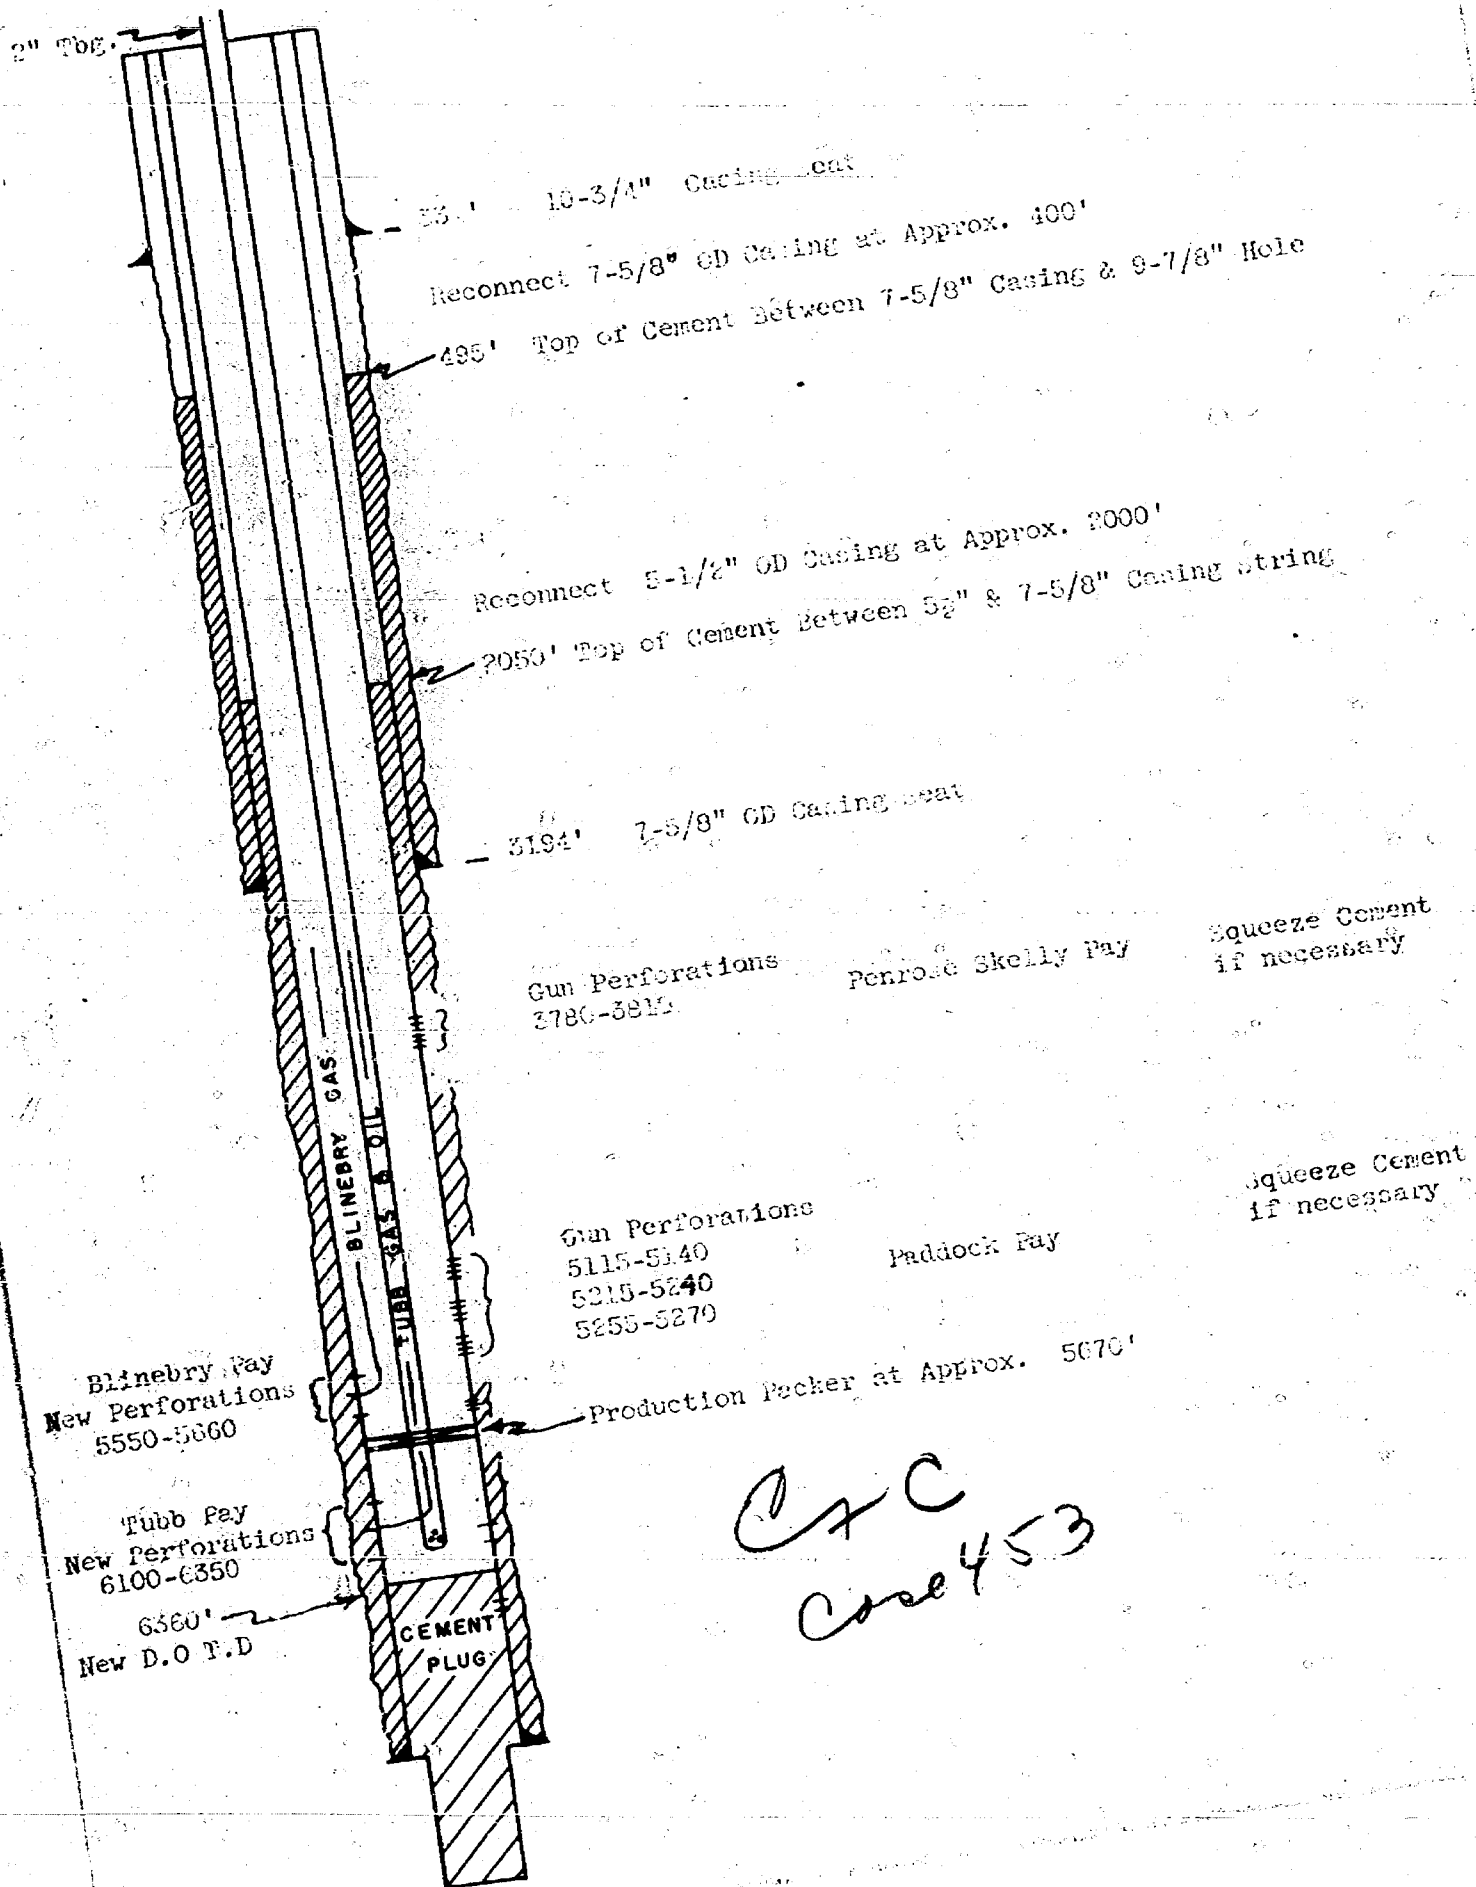 2" Tbg.
10-3/4" Casing Seat
Reconnect 7-5/8" OD Casing at Approx. 400'
495' Top of Cement Between 7-5/8" Casing & 9-7/8" Hole
Reconnect 5-1/2" OD Casing at Approx. 2000'
2050' Top of Cement Between 5½" & 7-5/8" Casing String
3194' 7-5/8" OD Casing Seat
Gun Perforations
Penrose Skelly Pay
Squeeze Cement
if necessary
BLINEBRY GAS
TUBB GAS & OIL
Gun Perforations
5115-5140
5215-5240
5255-5270
Paddock Pay
Squeeze Cement
if necessary
Blinebry Pay
New Perforations
5550-5660
Production Packer at Approx. 5670'
Tubb Pay
New Perforations
6100-6350
6360'
New D.O T.D
CEMENT
PLUG
Case 453